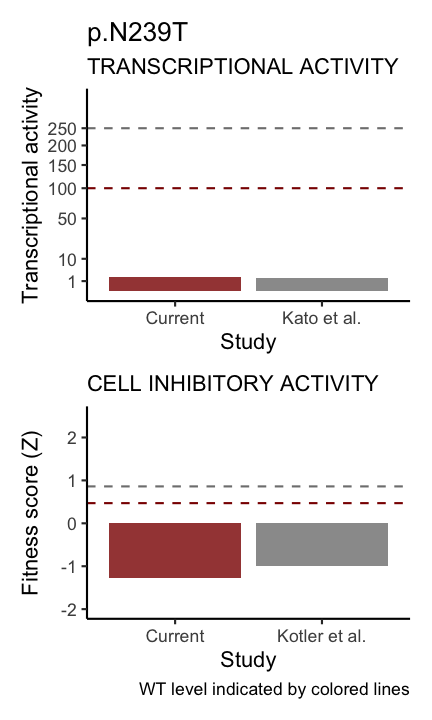 p.N239T
TRANSCRIPTIONAL ACTIVITY
Transcriptional activity
250
200
150
100
50
10
1
Current
Kato et al.
Study
CELL INHIBITORY ACTIVITY
Fitness score (Z)
2
1
0
-1
-2
Current
Kotler et al.
Study
WT level indicated by colored lines